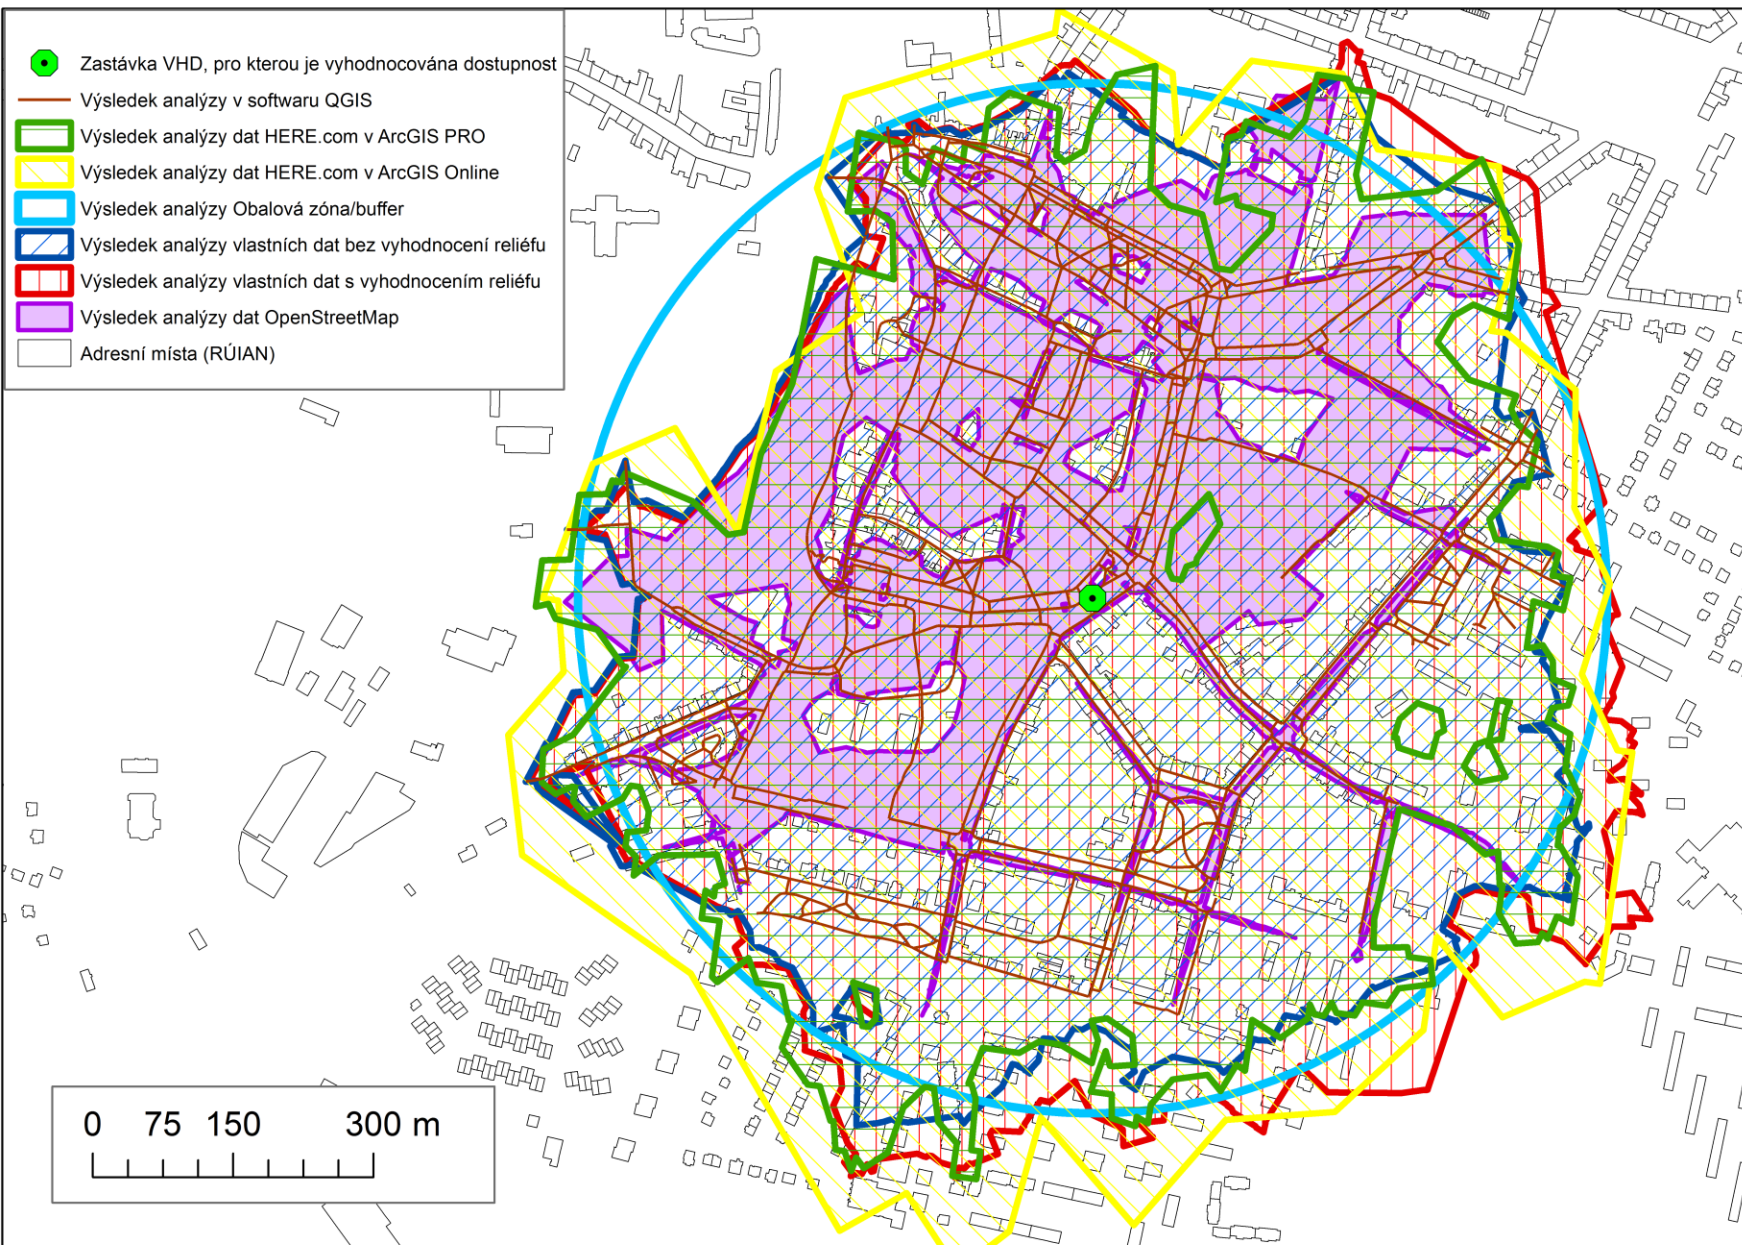 Zastávka VHD, pro kterou je vyhodnocována dostupnost
Výsledek analýzy v softwaru QGIS
Výsledek analýzy dat HERE.com v ArcGIS PRO
Výsledek analýzy dat HERE.com v ArcGIS Online
Výsledek analýzy Obalová zóna/buffer
Výsledek analýzy vlastních dat bez vyhodnocení reliéfu
Výsledek analýzy vlastních dat s vyhodnocením reliéfu
Výsledek analýzy dat OpenStreetMap
Adresní místa (RÚIAN)
0 75 150 300 m